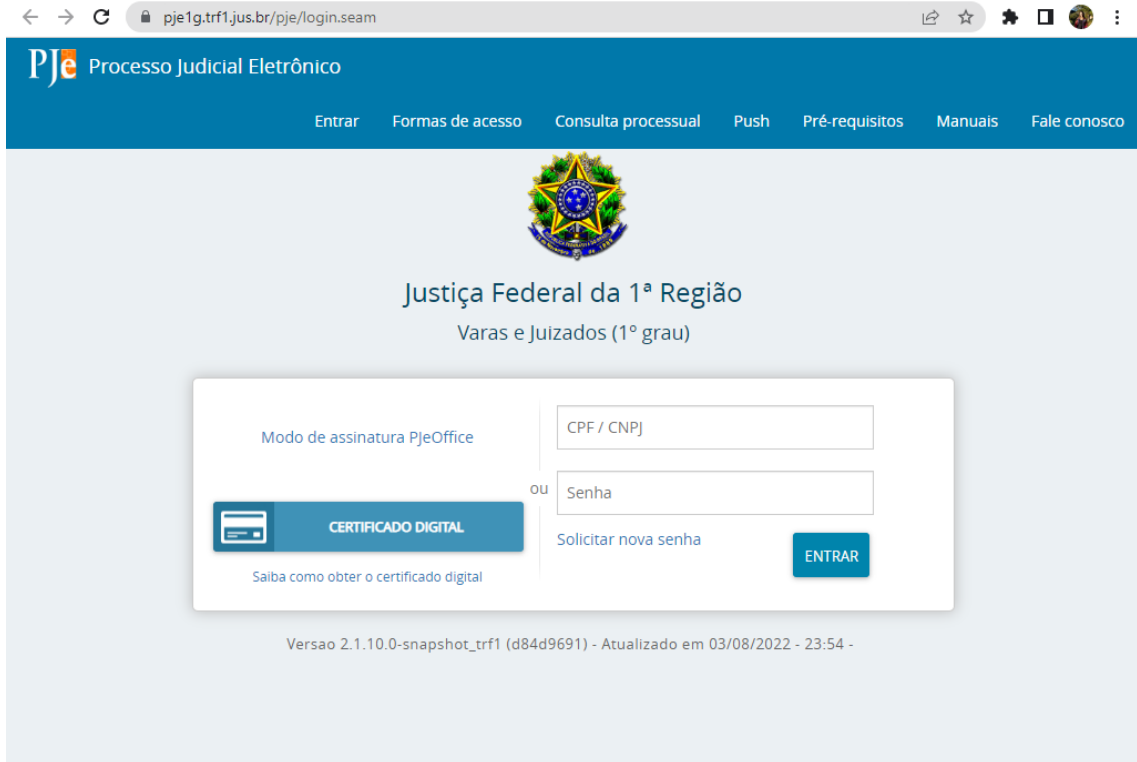 pje1g.trf1.jus.br/pje/login.seam
PJe Processo Judicial Eletrônico
Entrar Formas de acesso Consulta processual Push Pré-requisitos Manuais Fale conosco
Justiça Federal da 1ª Região
Varas e Juizados (1º grau)
Modo de assinatura PJeOffice
CERTIFICADO DIGITAL
Saiba como obter o certificado digital
ou
CPF / CNPJ
Senha
Solicitar nova senha
ENTRAR
Versao 2.1.10.0-snapshot_trf1 (d84d9691) - Atualizado em 03/08/2022 - 23:54 -